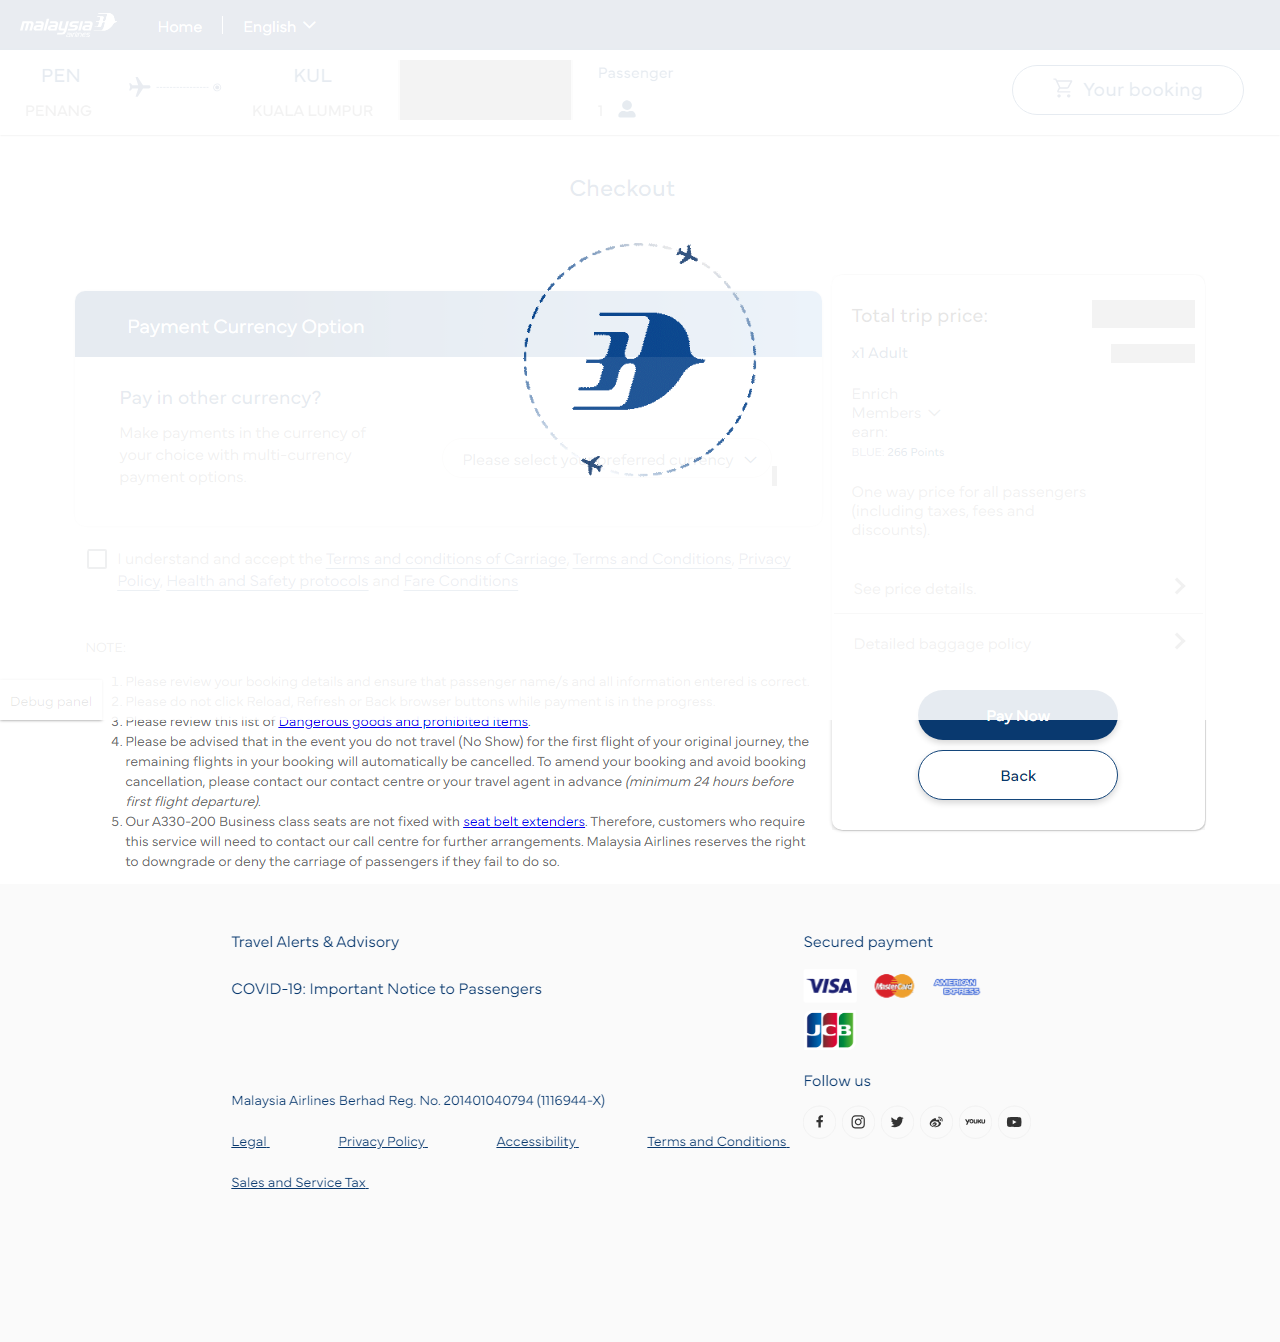 malaysia
airlines
Home
English
PEN
KUL
Passenger
PENANG
KUALA LUMPUR
1
Your booking
Checkout
Payment Currency Option
Total trip price:
x1 Adult
Pay in other currency?
Enrich
Members
earn:
BLUE: 266 Points
Make payments in the currency of
your choice with multi-currency
payment options.
Please select your preferred currency
One way price for all passengers
(including taxes, fees and
discounts).
I understand and accept the Terms and conditions of Carriage, Terms and Conditions, Privacy
Policy, Health and Safety protocols and Fare Conditions
See price details.
Detailed baggage policy
NOTE:
1. Please review your booking details and ensure that passenger name/s and all information entered is correct
2. Please do not click Reload, Refresh or Back browser buttons while payment is in the progress
3. Please review this list of Dangerous goods and prohibited items.
4. Please be advised that in the event you do not travel (No Show) for the first flight of your original journey, the
remaining flights in your booking will automatically be cancelled. To amend your booking and avoid booking
cancellation, please contact our contact centre or your travel agent in advance (minimum 24 hours before
first flight departure).
5. Our A330-200 Business class seats are not fixed with seat belt extenders. Therefore, customers who require
this service will need to contact our call centre for further arrangements. Malaysia Airlines reserves the right
to downgrade or deny the carriage of passengers if they fail to do so.
Debug panel
Pay Now
Back
Travel Alerts & Advisory
COVID-19: Important Notice to Passengers
Secured payment
VISA
MasterCard
AMERICAN
EXPRESS
JCB
Follow us
YOUKU
Malaysia Airlines Berhad Reg. No. 201401040794 (1116944-X)
Legal
Privacy Policy
Accessibility
Terms and Conditions
Sales and Service Tax